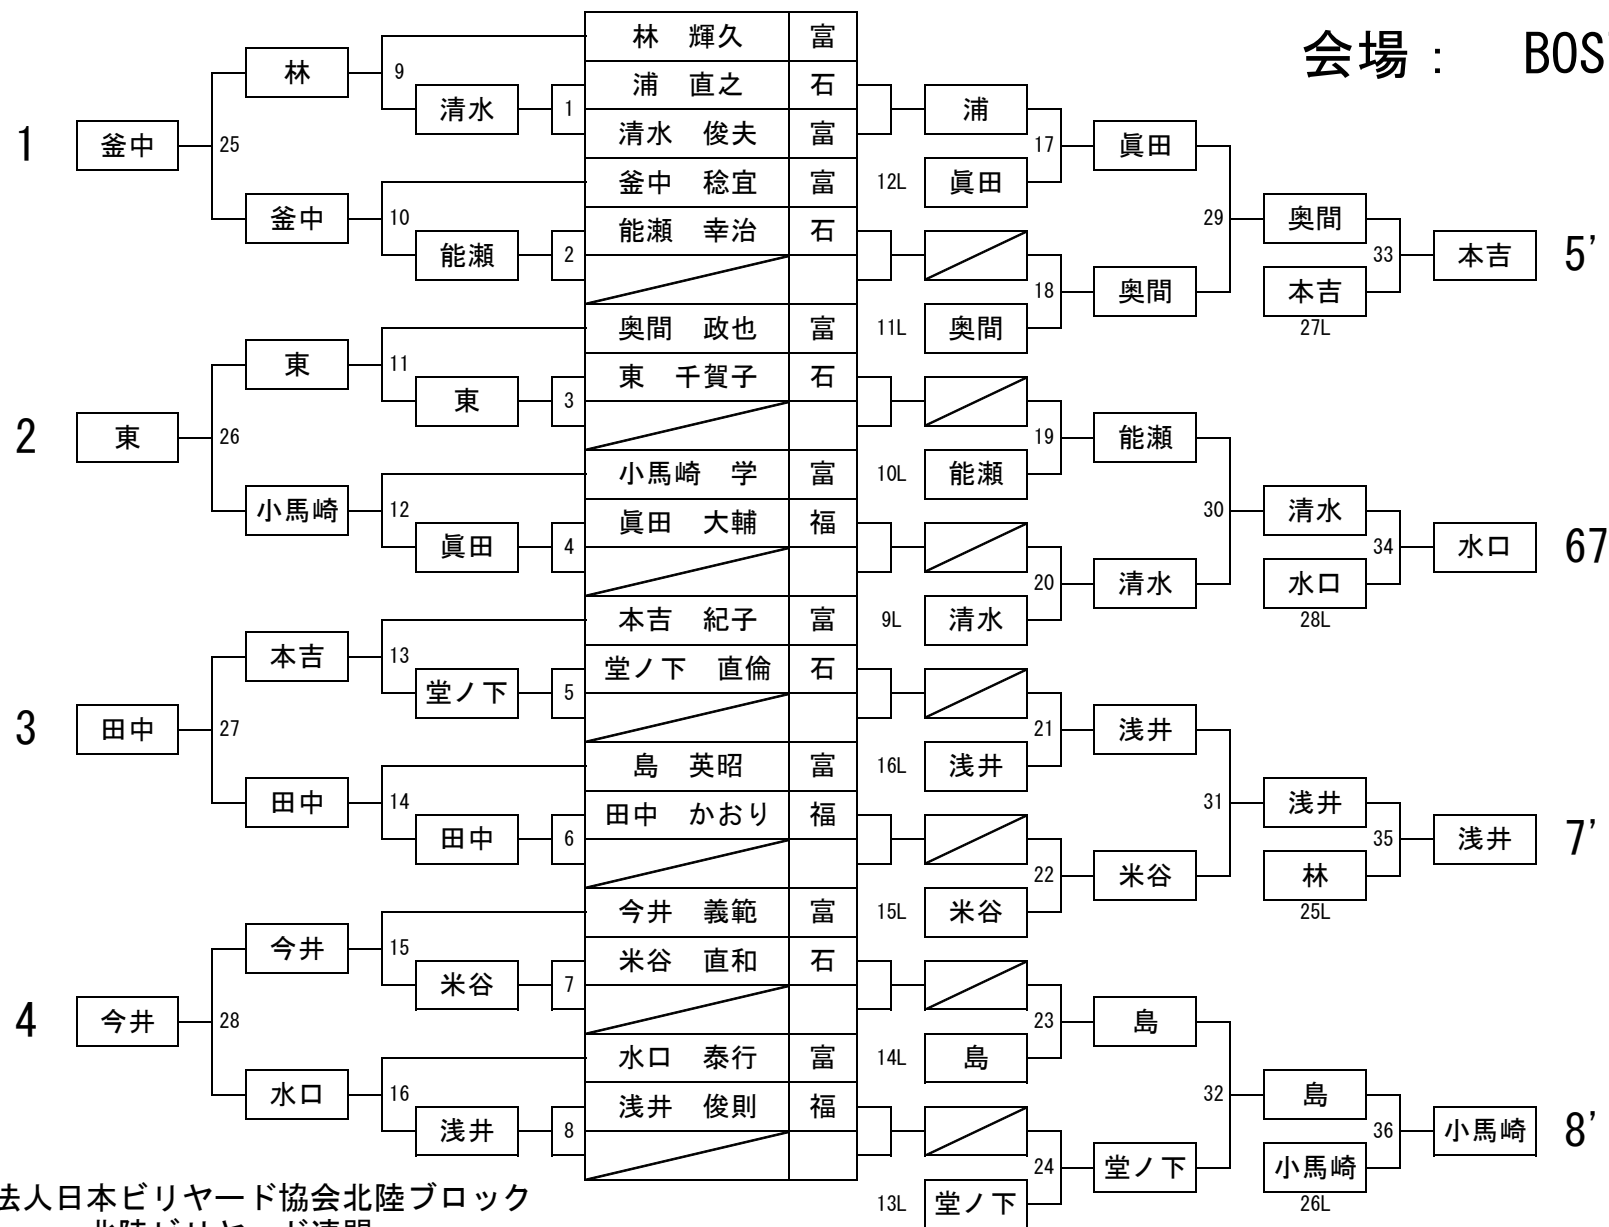 会場： BOS
林 輝久 富
林 9 浦 直之 石
清水 1 浦
釜中 25 清水 俊夫 富 17 眞田
1
釜中 稔宜 富 12L 眞田
釜中 10 能瀬 幸治 石 29 奥間
能瀬 2 33 本吉 5’
18 奥間 本吉
奥間 政也 富 11L 奥間 27L
東 11 東 千賀子 石
東 3
2 東 26 19 能瀬
小馬崎 学 富 10L 能瀬
小馬崎 12 眞田 大輔 福 30 清水
眞田 4 34 水口 67
20 清水 水口
本吉 紀子 富 9L 清水 28L
本吉 13 堂ノ下 直倫 石
堂ノ下 5
3 田中 27 21 浅井
島 英昭 富 16L 浅井
田中 14 田中 かおり 福 31 浅井
田中 6 35 浅井 7’
22 米谷 林
今井 義範 富 15L 米谷 25L
今井 15 米谷 直和 石
米谷 7
4 今井 28 23 島
水口 泰行 富 14L 島
水口 16 浅井 俊則 福 32 島
浅井 8 36 小馬崎 8’
24 堂ノ下 小馬崎
法人日本ビリヤード協会北陸ブロック 13L 堂ノ下 26L
北陸ビリヤード連盟